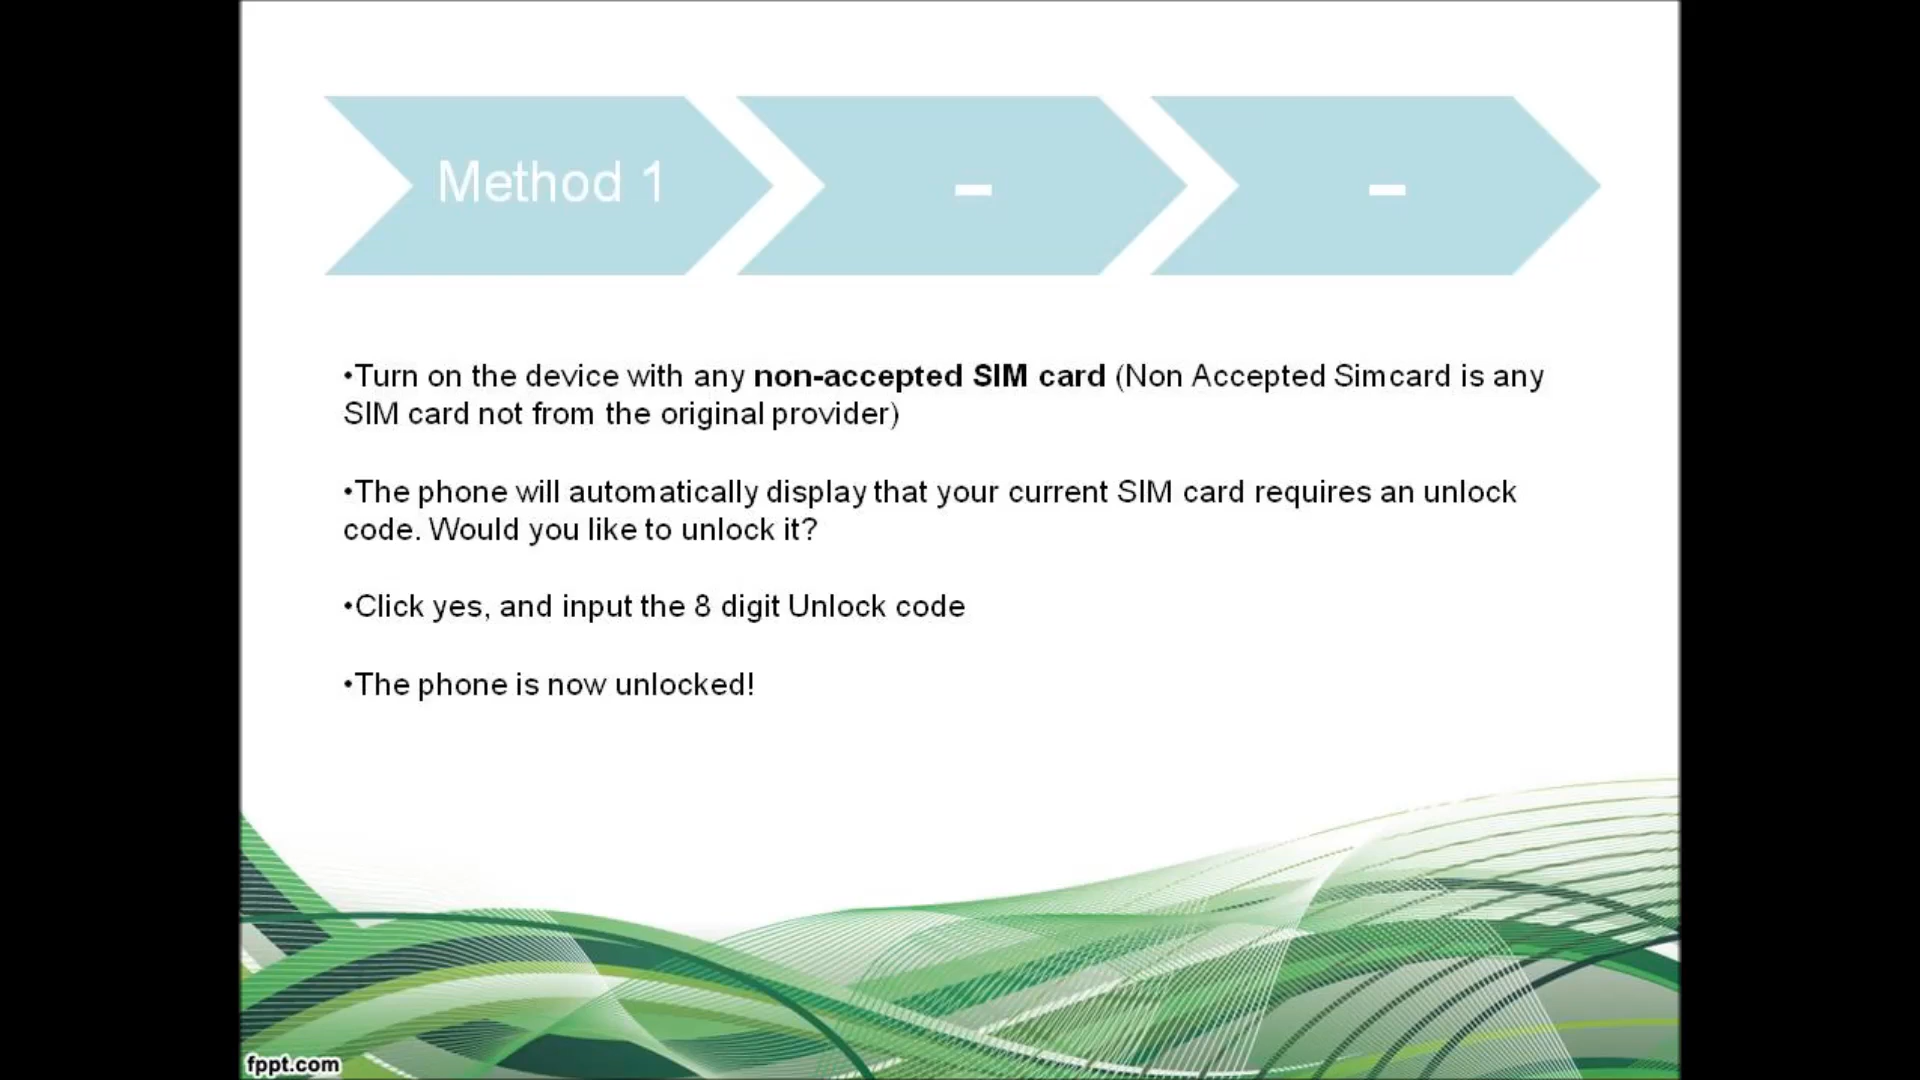 Method 1
-
-
•Turn on the device with any non-accepted SIM card (Non Accepted Simcard is any
SIM card not from the original provider)
•The phone will automatically display that your current SIM card requires an unlock
code. Would you like to unlock it?
•Click yes, and input the 8 digit Unlock code
•The phone is now unlocked!
fppt.com